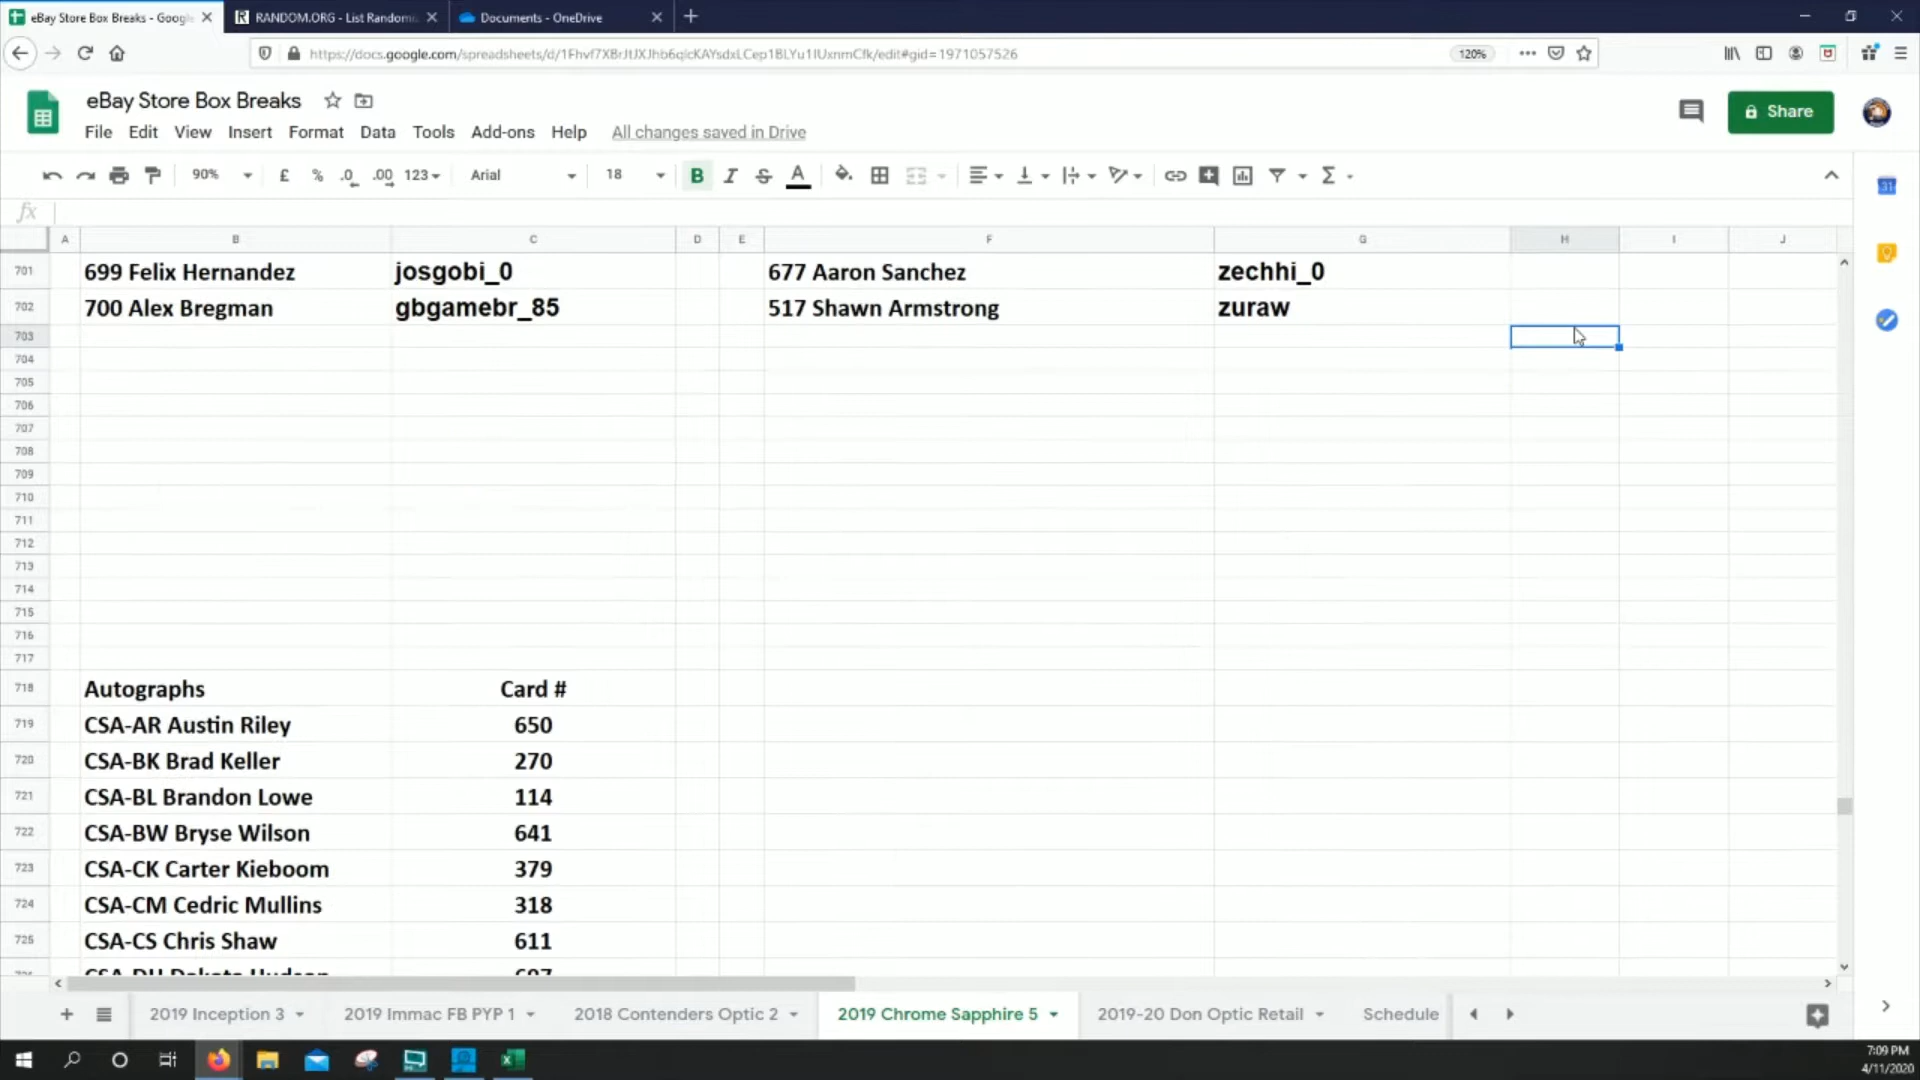 eBay Store Box Breaks - Google
RANDOM.ORG - List Randomi
Documents - OneDrive
120%
eBay Store Box Breaks
Share
File Edit View Insert Format Data Tools Add-ons Help All changes saved in Drive
90% £ % .0 .00 123 Arial 18 B I S A Σ
fx
A B C D E F G H I J
701 699 Felix Hernandez josgobi_0 677 Aaron Sanchez zechhi_0
702 700 Alex Bregman gbgamebr_85 517 Shawn Armstrong zuraw
703
704
705
706
707
708
709
710
711
712
713
714
715
716
717
718 Autographs Card #
719 CSA-AR Austin Riley 650
720 CSA-BK Brad Keller 270
721 CSA-BL Brandon Lowe 114
722 CSA-BW Bryse Wilson 641
723 CSA-CK Carter Kieboom 379
724 CSA-CM Cedric Mullins 318
725 CSA-CS Chris Shaw 611
2019 Inception 3 2019 Immac FB PYP 1 2018 Contenders Optic 2 2019 Chrome Sapphire 5 2019-20 Don Optic Retail Schedule
7:09 PM
4/11/2020